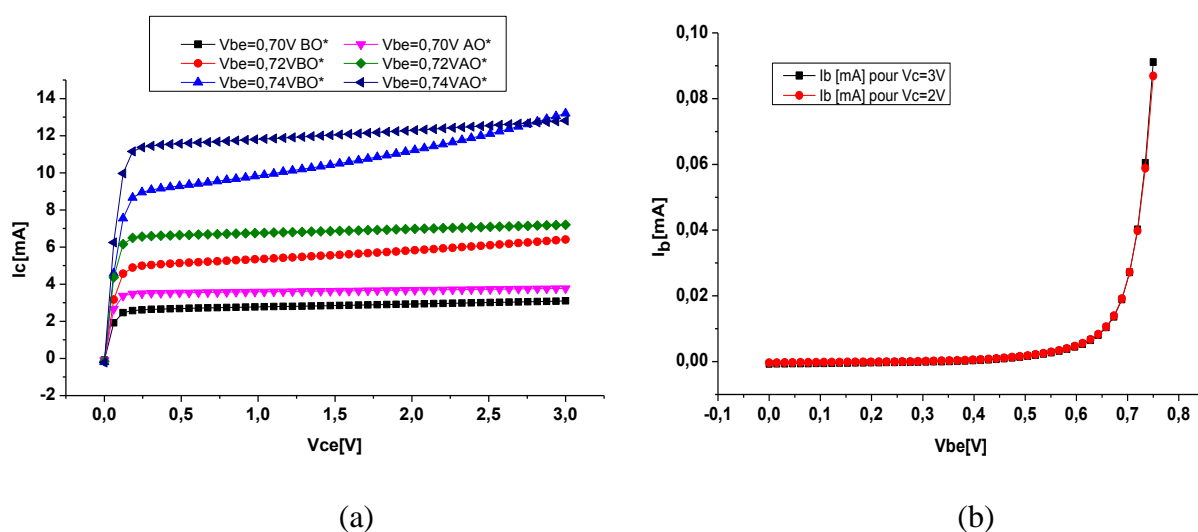 Vbe=0,70V BO* Vbe=0,70V AO*
Vbe=0,72VBO* Vbe=0,72VAO*
Vbe=0,74VBO* Vbe=0,74VAO*
14
12
10
8
6
4
2
0
-2
Ic[mA]
0,0 0,5 1,0 1,5 2,0 2,5 3,0
Vce[V]
(a)
Ib [mA] pour Vc=3V
Ib [mA] pour Vc=2V
0,10
0,08
0,06
0,04
0,02
0,00
Ib[mA]
-0,1 0,0 0,1 0,2 0,3 0,4 0,5 0,6 0,7 0,8
Vbe[V]
(b)